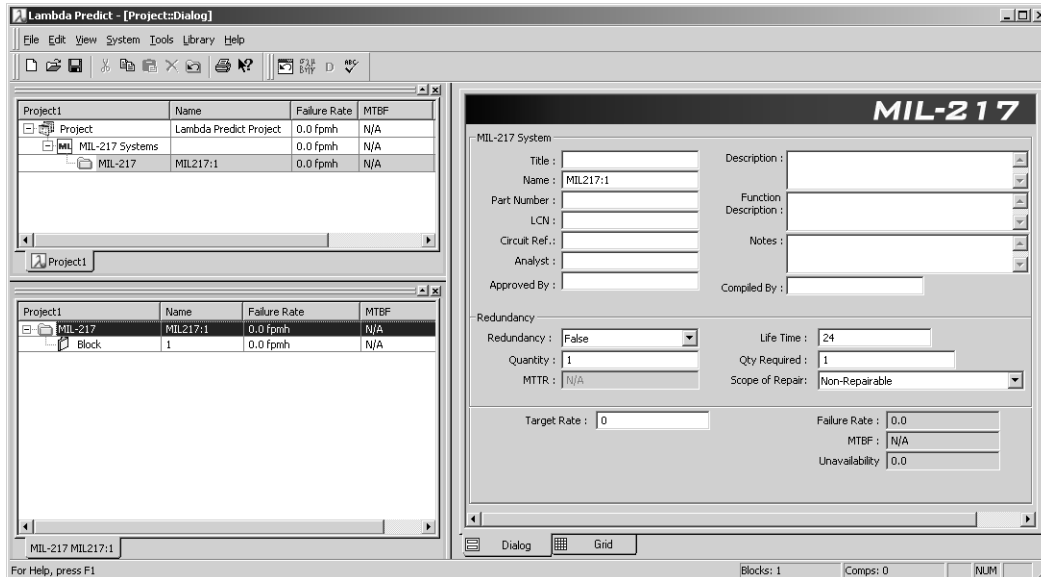 Lambda Predict - [Project::Dialog]
File Edit View System Tools Library Help
Project1 Name Failure Rate MTBF
Project Lambda Predict Project 0.0 fpmh N/A
ML MIL-217 Systems 0.0 fpmh N/A
MIL-217 MIL217:1 0.0 fpmh N/A
Project1
Project1 Name Failure Rate MTBF
MIL-217 MIL217:1 0.0 fpmh N/A
Block 1 0.0 fpmh N/A
MIL-217 MIL217:1
MIL-217
MIL-217 System
Title :
Name : MIL217:1
Part Number :
LCN :
Circuit Ref.:
Analyst :
Approved By :
Description :
Function
Description :
Notes :
Compiled By :
Redundancy
Redundancy : False
Quantity : 1
MTTR : N/A
Life Time : 24
Qty Required : 1
Scope of Repair: Non-Repairable
Target Rate : 0
Failure Rate : 0.0
MTBF : N/A
Unavailability 0.0
Dialog Grid
For Help, press F1 Blocks: 1 Comps: 0 NUM